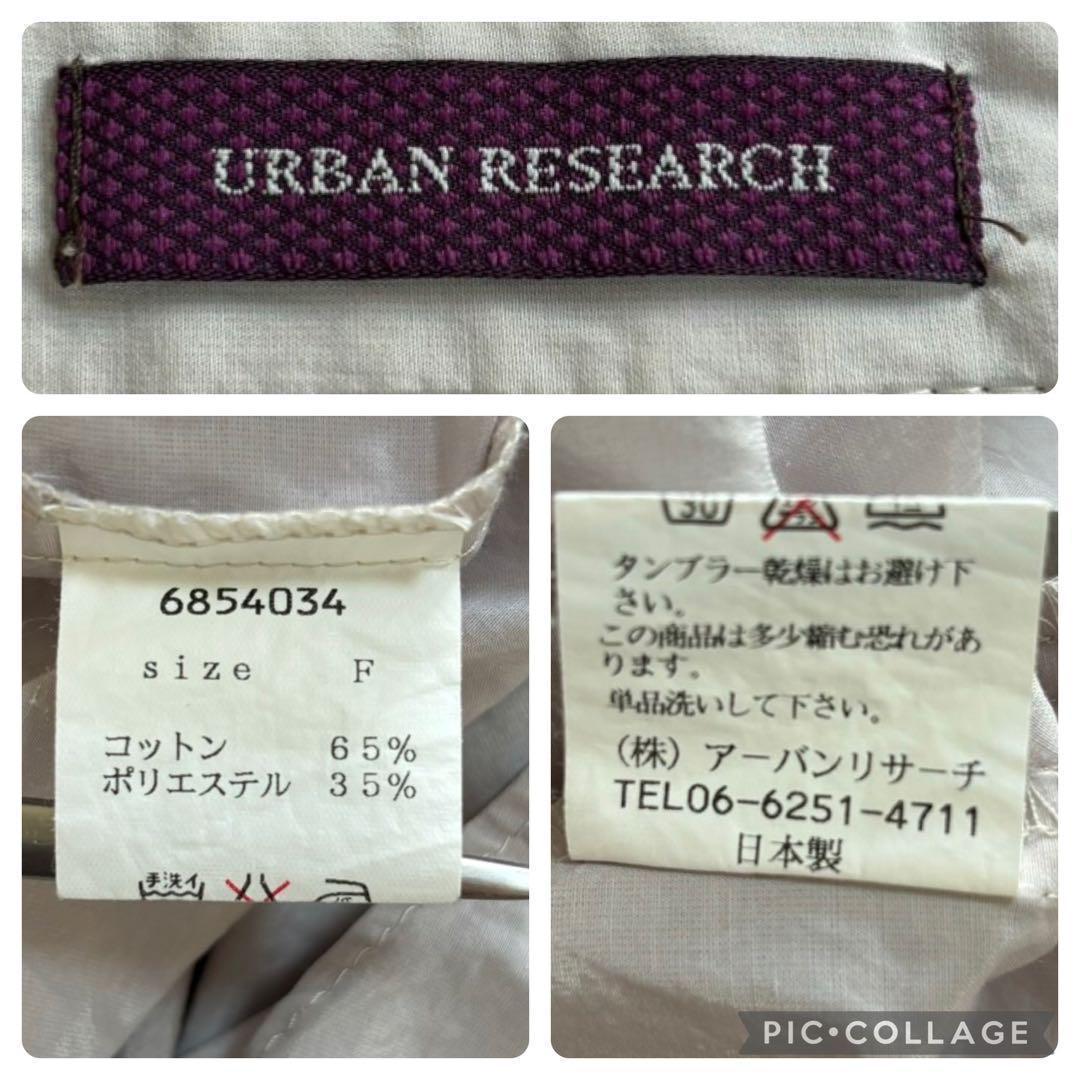 URBAN RESEARCH
6854034
size F
コットン 65%
ポリエステル 35%
手洗イ
30
タンブラー乾燥はお避け下
さい。
この商品は多少縮む恐れがあ
ります。
単品洗いして下さい。
(株)アーバンリサーチ
TEL06-6251-4711
日本製
PIC•COLLAGE